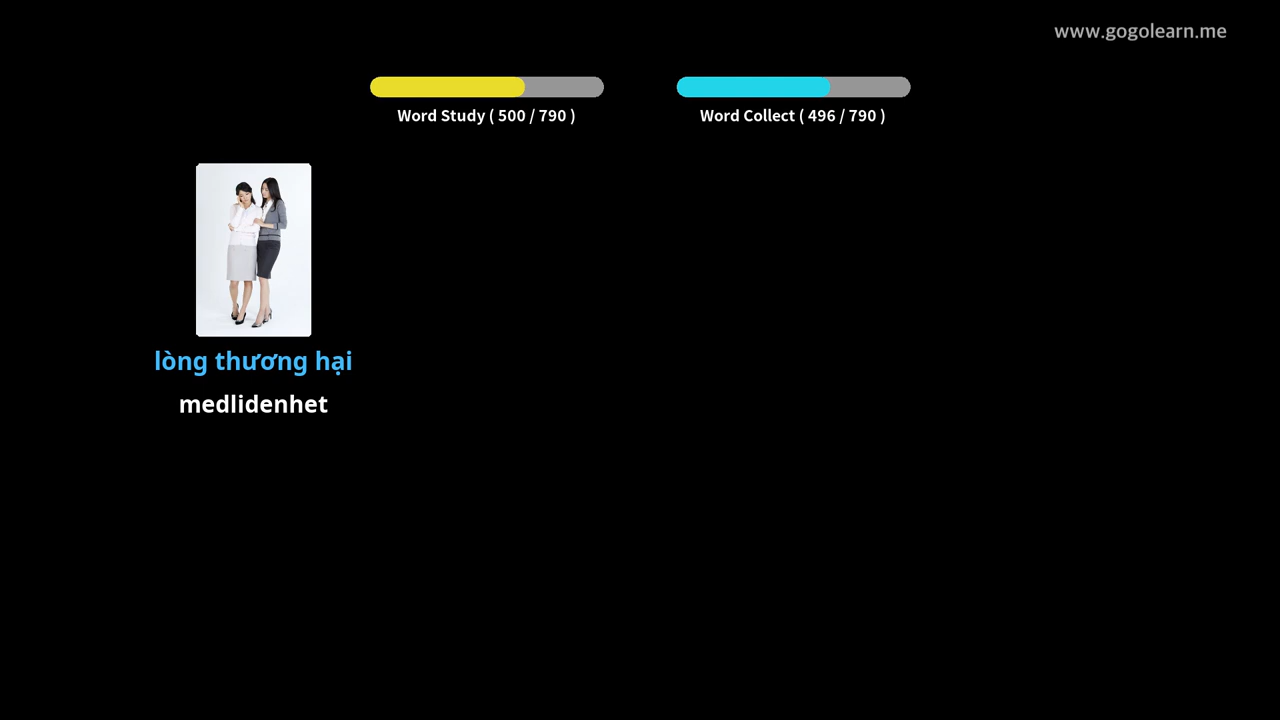 www.gogolearn.me
Word Study ( 500 / 790 )
Word Collect ( 496 / 790 )
lòng thương hại
medlidenhet